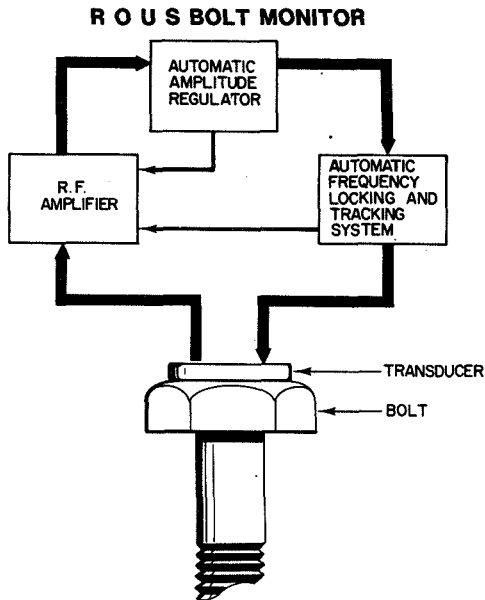 R O U S BOLT MONITOR
AUTOMATIC
AMPLITUDE
REGULATOR
R.F.
AMPLIFIER
AUTOMATIC
FREQUENCY
LOCKING AND
TRACKING
SYSTEM
TRANSDUCER
BOLT